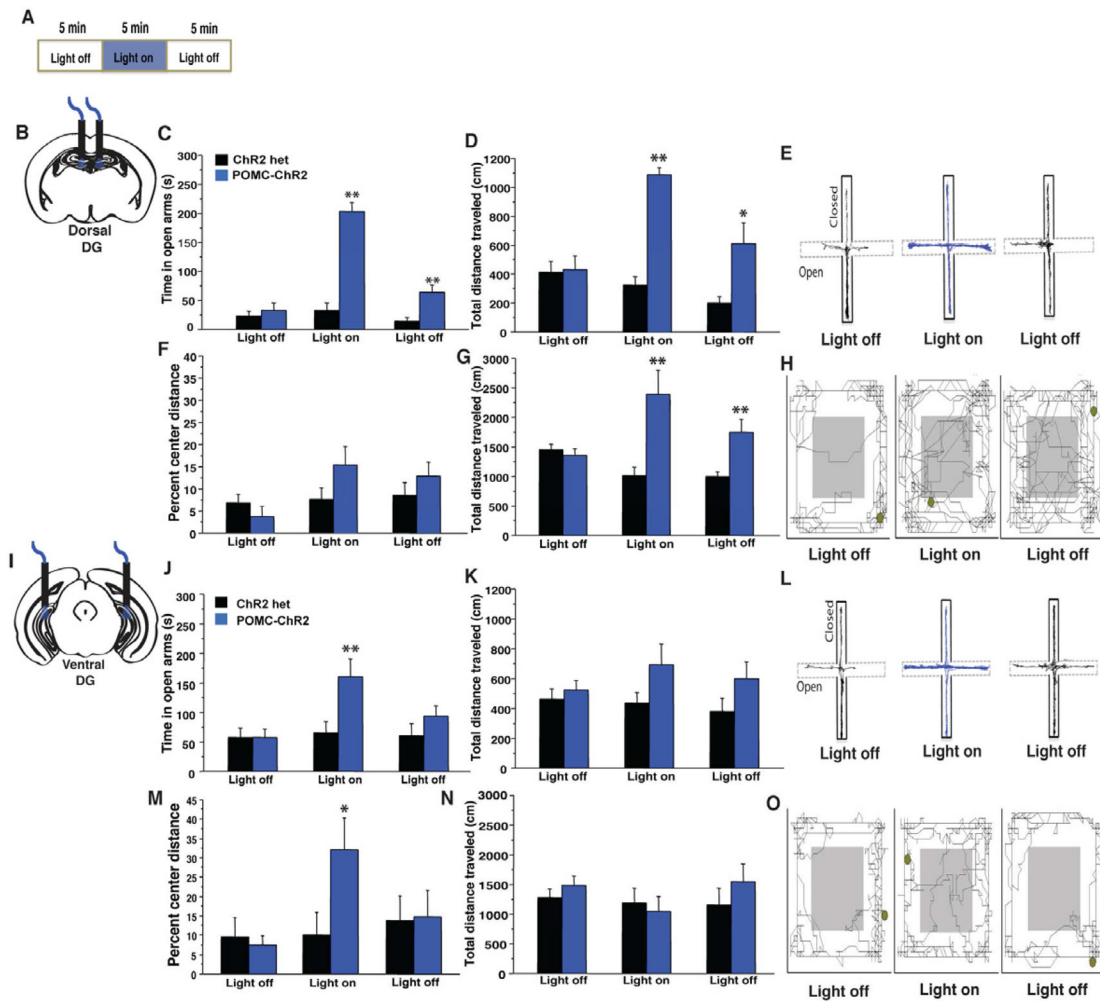 A
5 min 5 min 5 min
Light off Light on Light off
B
Dorsal
DG
C
ChR2 het
POMC-ChR2
Time in open arms (s)
300
250
200
150
100
50
0
**
**
Light off Light on Light off
D
Total distance traveled (cm)
1200
1000
800
600
400
200
0
**
*
Light off Light on Light off
E
Closed
Open
Light off Light on Light off
F
Percent center distance
40
35
30
25
20
15
10
5
0
Light off Light on Light off
G
Total distance traveled (cm)
3000
2500
2000
1500
1000
500
0
**
**
Light off Light on Light off
H
Light off Light on Light off
I
Ventral
DG
J
ChR2 het
POMC-ChR2
Time in open arms (s)
300
250
200
150
100
50
0
**
Light off Light on Light off
K
Total distance traveled (cm)
1200
1000
800
600
400
200
0
Light off Light on Light off
L
Closed
Open
Light off Light on Light off
M
Percent center distance
45
40
35
30
25
20
15
10
5
0
*
Light off Light on Light off
N
Total distance traveled (cm)
3000
2500
2000
1500
1000
500
0
Light off Light on Light off
O
Light off Light on Light off